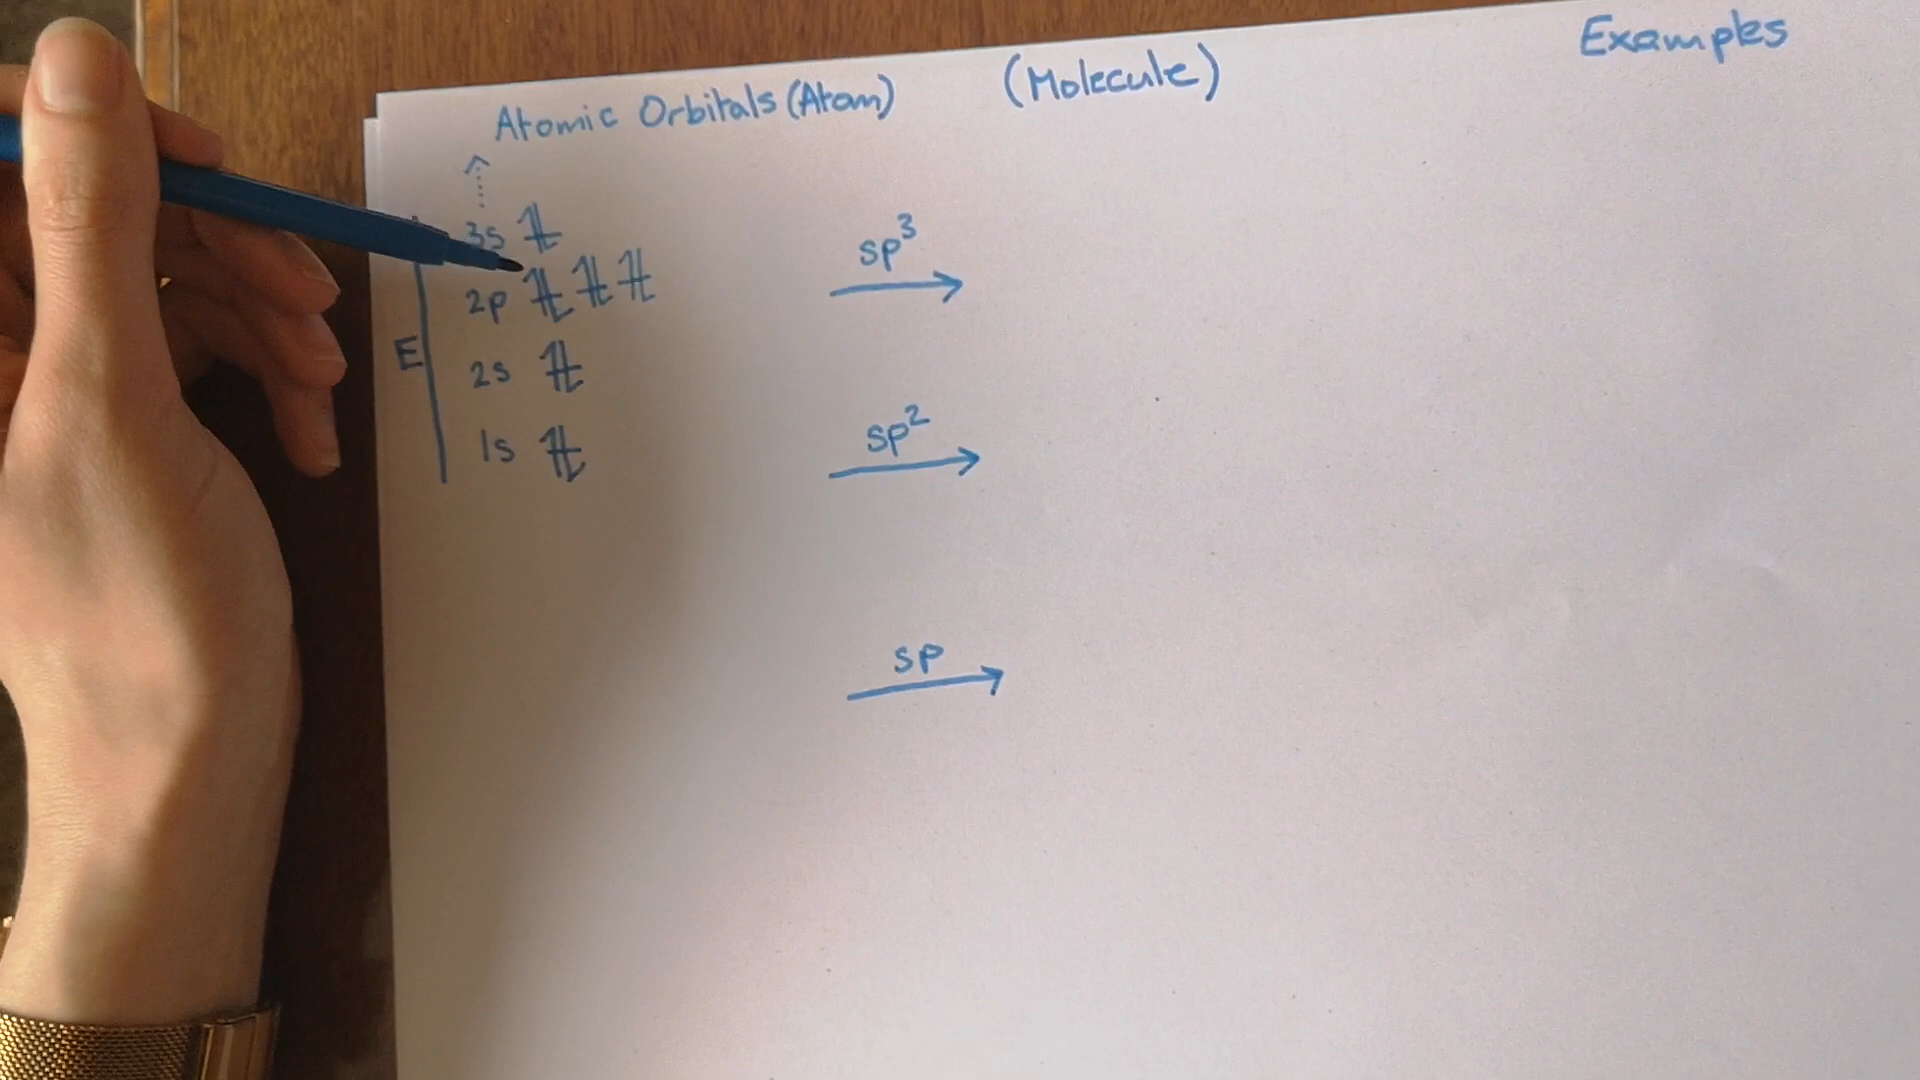 Atomic Orbitals (Atom)
(Molecule)
Examples
3s ⥮
2p ⥮ ⥮ ⥮
2s ⥮
1s ⥮
E
sp³
sp²
sp